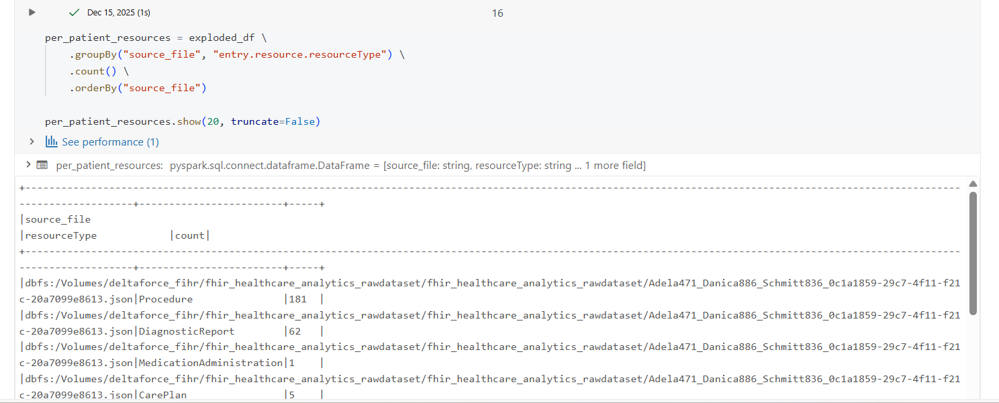 Dec 15, 2025 (1s)
16
per_patient_resources = exploded_df \
.groupBy("source_file", "entry.resource.resourceType") \
.count() \
.orderBy("source_file")
per_patient_resources.show(20, truncate=False)
See performance (1)
per_patient_resources: pyspark.sql.connect.dataframe.DataFrame = [source_file: string, resourceType: string ... 1 more field]
+------------------------------------------------------------------------------------------------------------------------------------------------------------
-------------------+------------------------+-----+
|source_file
|resourceType            |count|
+------------------------------------------------------------------------------------------------------------------------------------------------------------
-------------------+------------------------+-----+
|dbfs:/Volumes/deltaforce_fihr/fhir_healthcare_analytics_rawdataset/fhir_healthcare_analytics_rawdataset/Adela471_Danica886_Schmitt836_0c1a1859-29c7-4f11-f21
c-20a7099e8613.json|Procedure               |181  |
|dbfs:/Volumes/deltaforce_fihr/fhir_healthcare_analytics_rawdataset/fhir_healthcare_analytics_rawdataset/Adela471_Danica886_Schmitt836_0c1a1859-29c7-4f11-f21
c-20a7099e8613.json|DiagnosticReport        |62   |
|dbfs:/Volumes/deltaforce_fihr/fhir_healthcare_analytics_rawdataset/fhir_healthcare_analytics_rawdataset/Adela471_Danica886_Schmitt836_0c1a1859-29c7-4f11-f21
c-20a7099e8613.json|MedicationAdministration|1    |
|dbfs:/Volumes/deltaforce_fihr/fhir_healthcare_analytics_rawdataset/fhir_healthcare_analytics_rawdataset/Adela471_Danica886_Schmitt836_0c1a1859-29c7-4f11-f21
c-20a7099e8613.json|CarePlan                |5    |